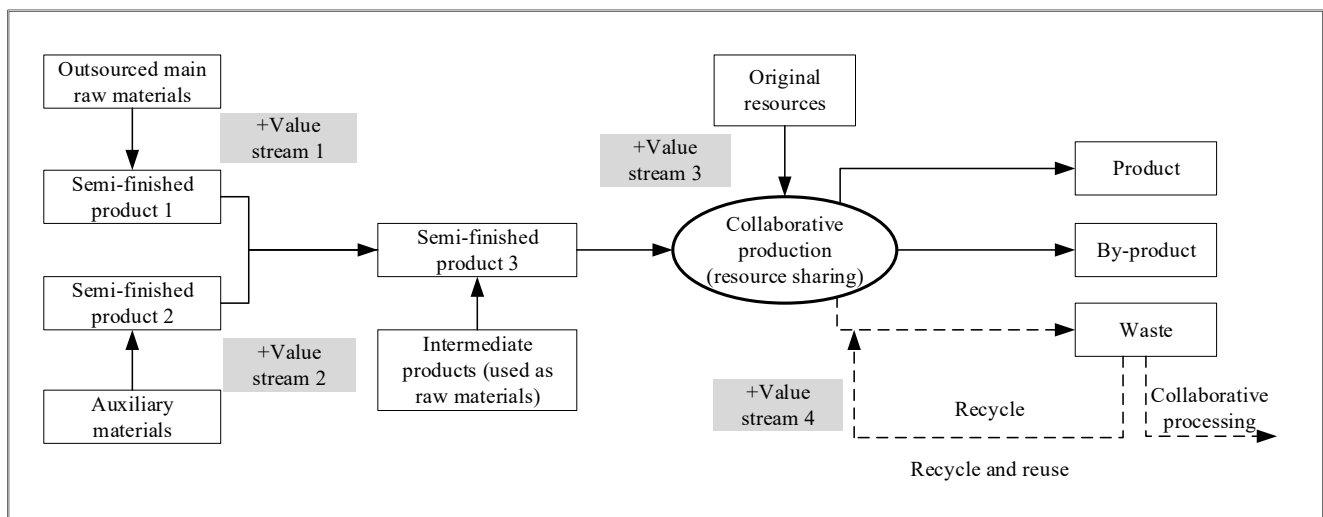 Outsourced main
raw materials
+Value
stream 1
Semi-finished
product 1
Semi-finished
product 2
+Value
stream 2
Auxiliary
materials
Semi-finished
product 3
Intermediate
products (used as
raw materials)
Original
resources
+Value
stream 3
Collaborative
production
(resource sharing)
Product
By-product
Waste
+Value
stream 4
Recycle
Collaborative
processing
Recycle and reuse